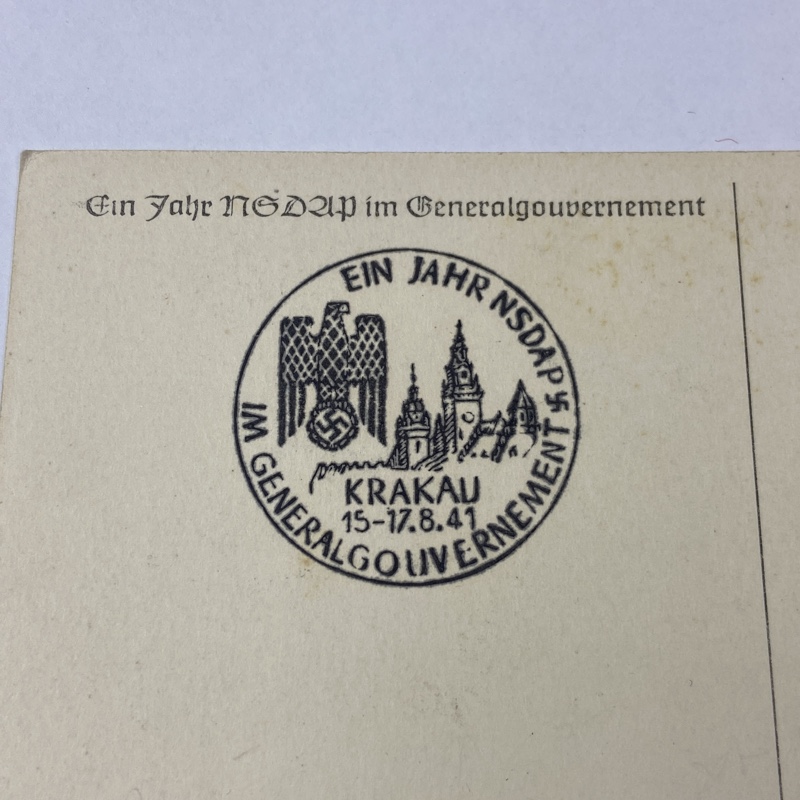 Ein Jahr NSDAP im Generalgouvernement
EIN JAHR NSDAP
IM GENERALGOUVERNEMENT
KRAKAU
15-17.8.41